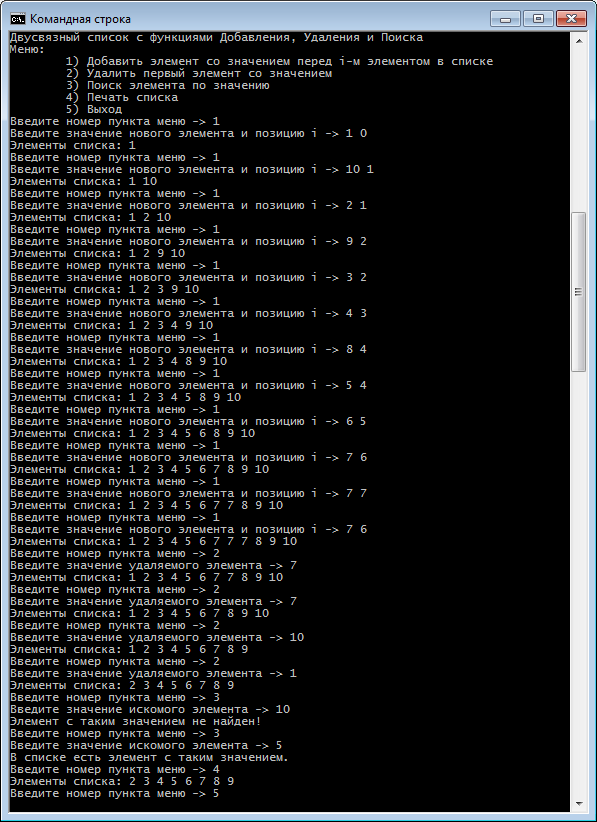 Командная строка
Двусвязный список с функциями Добавления, Удаления и Поиска
Меню:
1) Добавить элемент со значением перед i-м элементом в списке
2) Удалить первый элемент со значением
3) Поиск элемента по значению
4) Печать списка
5) Выход
Введите номер пункта меню -> 1
Введите значение нового элемента и позицию i -> 1 0
Элементы списка: 1
Введите номер пункта меню -> 1
Введите значение нового элемента и позицию i -> 10 1
Элементы списка: 1 10
Введите номер пункта меню -> 1
Введите значение нового элемента и позицию i -> 2 1
Элементы списка: 1 2 10
Введите номер пункта меню -> 1
Введите значение нового элемента и позицию i -> 9 2
Элементы списка: 1 2 9 10
Введите номер пункта меню -> 1
Введите значение нового элемента и позицию i -> 3 2
Элементы списка: 1 2 3 9 10
Введите номер пункта меню -> 1
Введите значение нового элемента и позицию i -> 4 3
Элементы списка: 1 2 3 4 9 10
Введите номер пункта меню -> 1
Введите значение нового элемента и позицию i -> 8 4
Элементы списка: 1 2 3 4 8 9 10
Введите номер пункта меню -> 1
Введите значение нового элемента и позицию i -> 5 4
Элементы списка: 1 2 3 4 5 8 9 10
Введите номер пункта меню -> 1
Введите значение нового элемента и позицию i -> 6 5
Элементы списка: 1 2 3 4 5 6 8 9 10
Введите номер пункта меню -> 1
Введите значение нового элемента и позицию i -> 7 6
Элементы списка: 1 2 3 4 5 6 7 8 9 10
Введите номер пункта меню -> 1
Введите значение нового элемента и позицию i -> 7 7
Элементы списка: 1 2 3 4 5 6 7 7 8 9 10
Введите номер пункта меню -> 1
Введите значение нового элемента и позицию i -> 7 6
Элементы списка: 1 2 3 4 5 6 7 7 7 8 9 10
Введите номер пункта меню -> 2
Введите значение удаляемого элемента -> 7
Элементы списка: 1 2 3 4 5 6 7 7 8 9 10
Введите номер пункта меню -> 2
Введите значение удаляемого элемента -> 7
Элементы списка: 1 2 3 4 5 6 7 8 9 10
Введите номер пункта меню -> 2
Введите значение удаляемого элемента -> 10
Элементы списка: 1 2 3 4 5 6 7 8 9
Введите номер пункта меню -> 2
Введите значение удаляемого элемента -> 1
Элементы списка: 2 3 4 5 6 7 8 9
Введите номер пункта меню -> 3
Введите значение искомого элемента -> 10
Элемент с таким значением не найден!
Введите номер пункта меню -> 3
Введите значение искомого элемента -> 5
В списке есть элемент с таким значением.
Введите номер пункта меню -> 4
Элементы списка: 2 3 4 5 6 7 8 9
Введите номер пункта меню -> 5